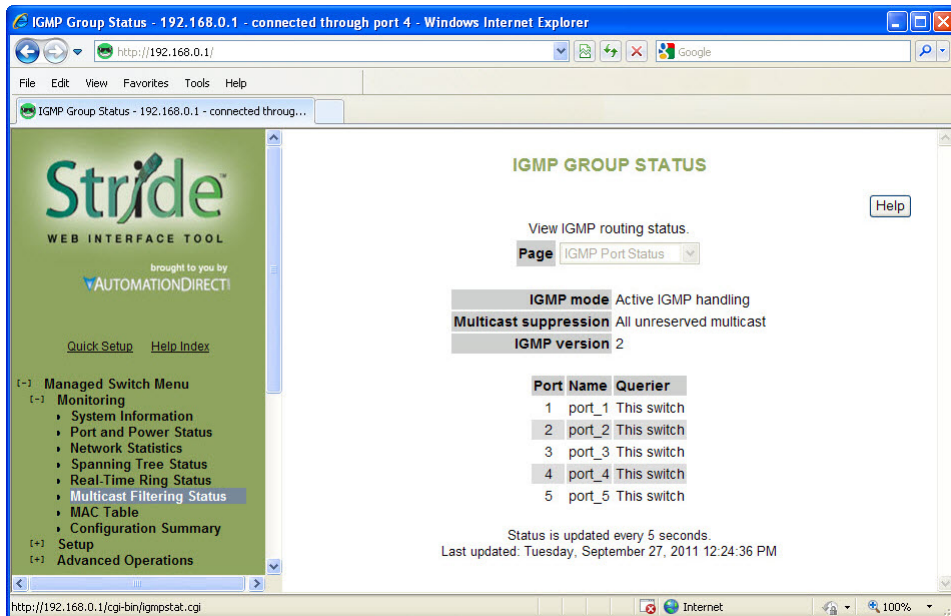 IGMP Group Status - 192.168.0.1 - connected through port 4 - Windows Internet Explorer
http://192.168.0.1/
Google
File Edit View Favorites Tools Help
IGMP Group Status - 192.168.0.1 - connected throug...
Stride™
WEB INTERFACE TOOL
brought to you by
AUTOMATIONDIRECT
Quick Setup Help Index
[-] Managed Switch Menu
[-] Monitoring
System Information
Port and Power Status
Network Statistics
Spanning Tree Status
Real-Time Ring Status
Multicast Filtering Status
MAC Table
Configuration Summary
[+] Setup
[+] Advanced Operations
IGMP GROUP STATUS
Help
View IGMP routing status.
Page IGMP Port Status
IGMP mode Active IGMP handling
Multicast suppression All unreserved multicast
IGMP version 2
Port Name Querier
1 port_1 This switch
2 port_2 This switch
3 port_3 This switch
4 port_4 This switch
5 port_5 This switch
Status is updated every 5 seconds.
Last updated: Tuesday, September 27, 2011 12:24:36 PM
http://192.168.0.1/cgi-bin/igmpstat.cgi
Internet
100%